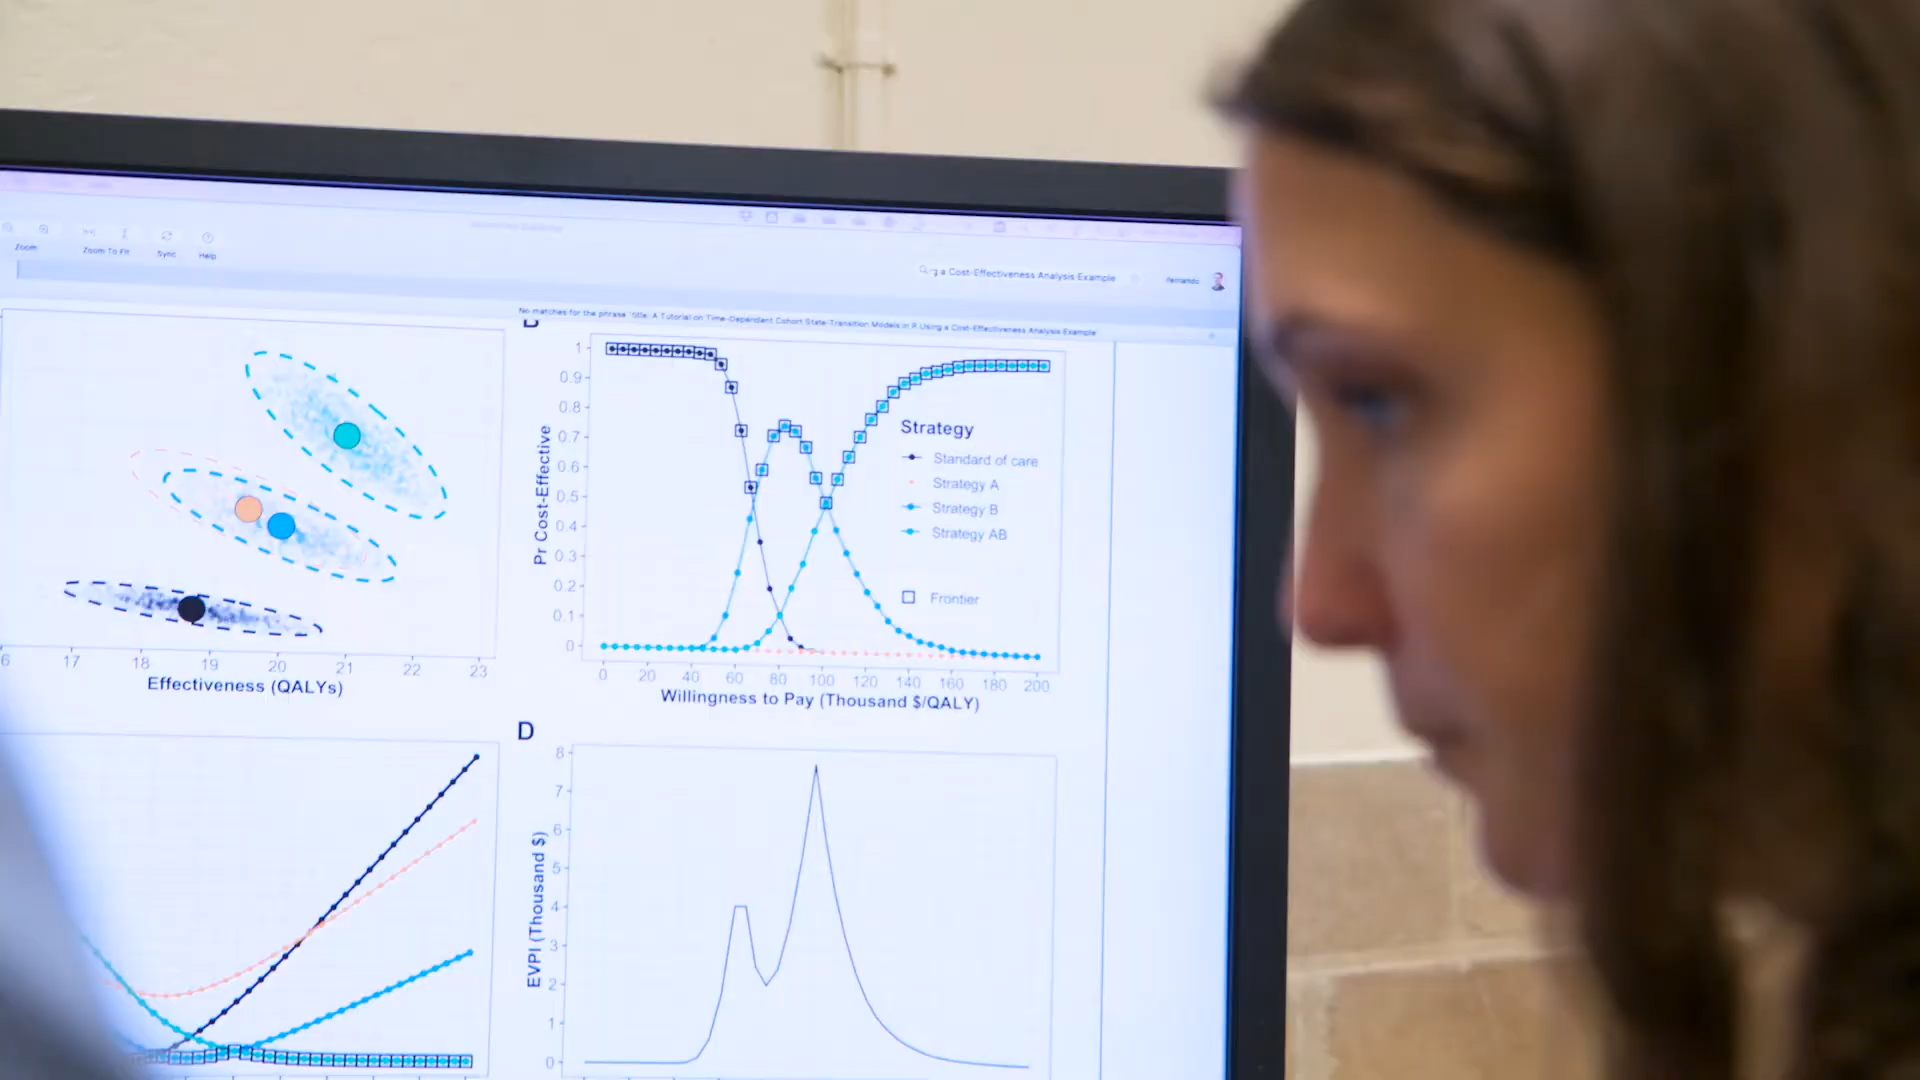 Zoom
Zoom To Fit
Sync
Help
g a Cost-Effectiveness Analysis Example
fernando
No matches for the phrase 'title: A Tutorial on Time-Dependent Cohort State-Transition Models in R Using a Cost-Effectiveness Analysis Example'
17 18 19 20 21 22 23
Effectiveness (QALYs)
Pr Cost-Effective
1
0.9
0.8
0.7
0.6
0.5
0.4
0.3
0.2
0.1
0
Strategy
Standard of care
Strategy A
Strategy B
Strategy AB
Frontier
0 20 40 60 80 100 120 140 160 180 200
Willingness to Pay (Thousand $/QALY)
D
EVPI (Thousand $)
8
7
6
5
4
3
2
1
0